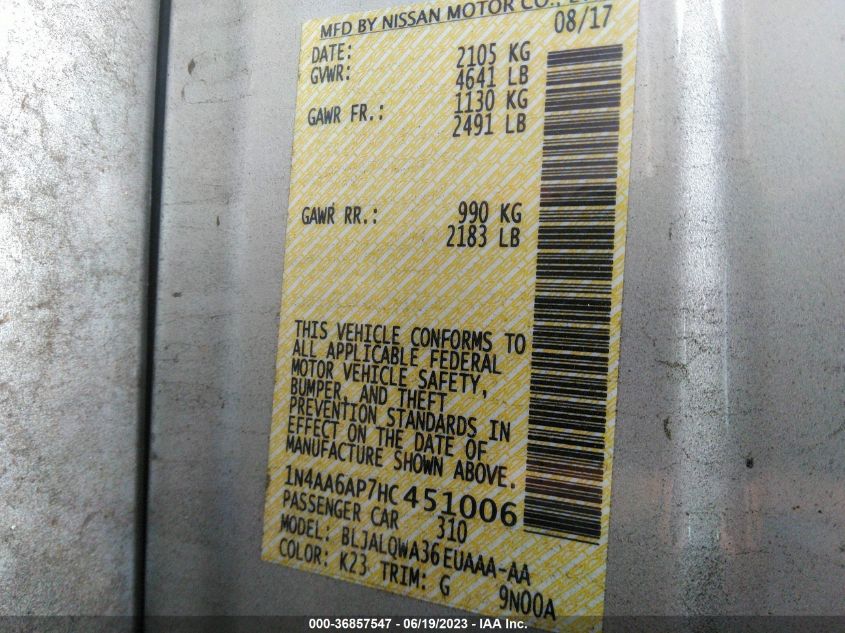 MFD BY NISSAN MOTOR CO.,
DATE: 08/17
GVWR: 2105 KG
4641 LB
GAWR FR.: 1130 KG
2491 LB
GAWR RR.: 990 KG
2183 LB
THIS VEHICLE CONFORMS TO
ALL APPLICABLE FEDERAL
MOTOR VEHICLE SAFETY,
BUMPER, AND THEFT
PREVENTION STANDARDS IN
EFFECT ON THE DATE OF
MANUFACTURE SHOWN ABOVE.
1N4AA6AP7HC451006
PASSENGER CAR 310
MODEL: BLJALQWA36EUAAA-AA
COLOR: K23 TRIM: G 9N00A
000-36857547 - 06/19/2023 - IAA Inc.